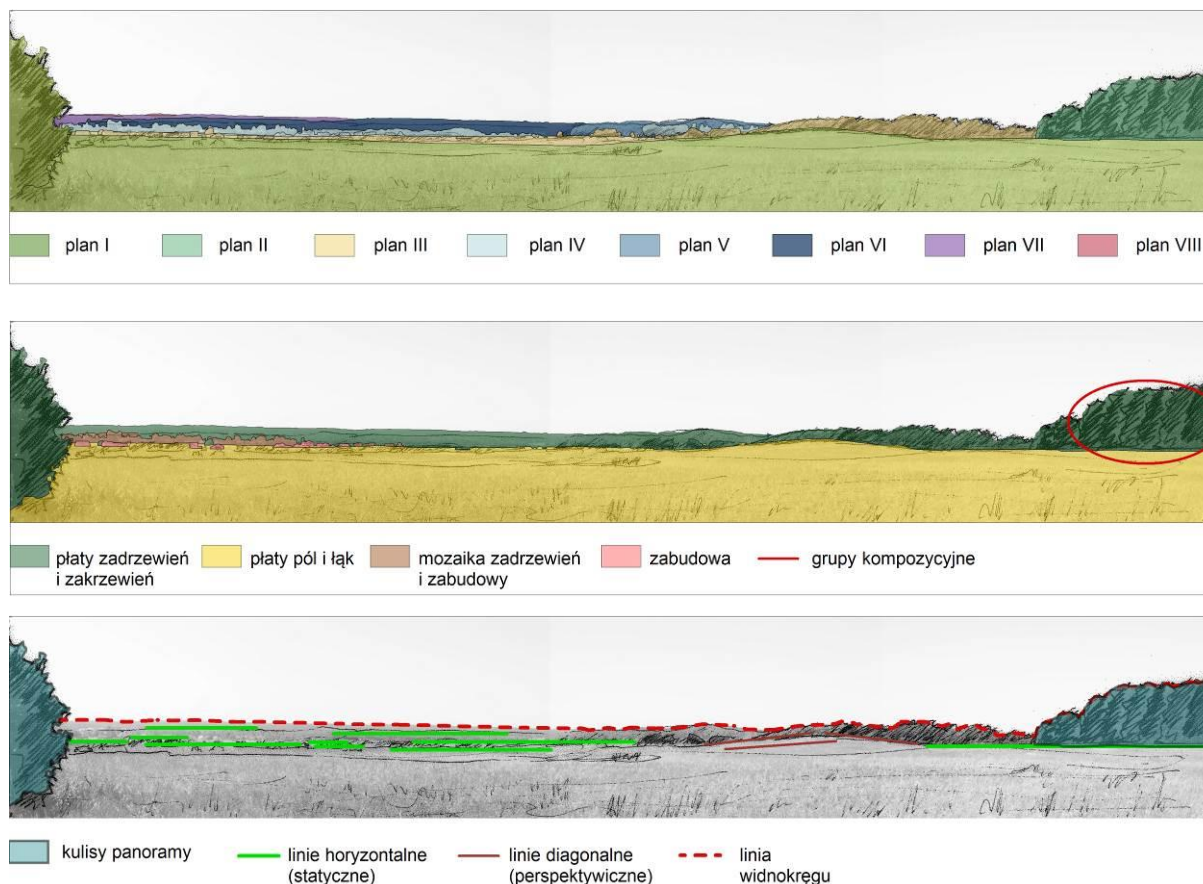 plan I
plan II
plan III
plan IV
plan V
plan VI
plan VII
plan VIII
płaty zadrzewień
i zakrzewień
płaty pól i łąk
mozaika zadrzewień
i zabudowy
zabudowa
grupy kompozycyjne
kulisy panoramy
linie horyzontalne
(statyczne)
linie diagonalne
(perspektywiczne)
linia
widnokręgu